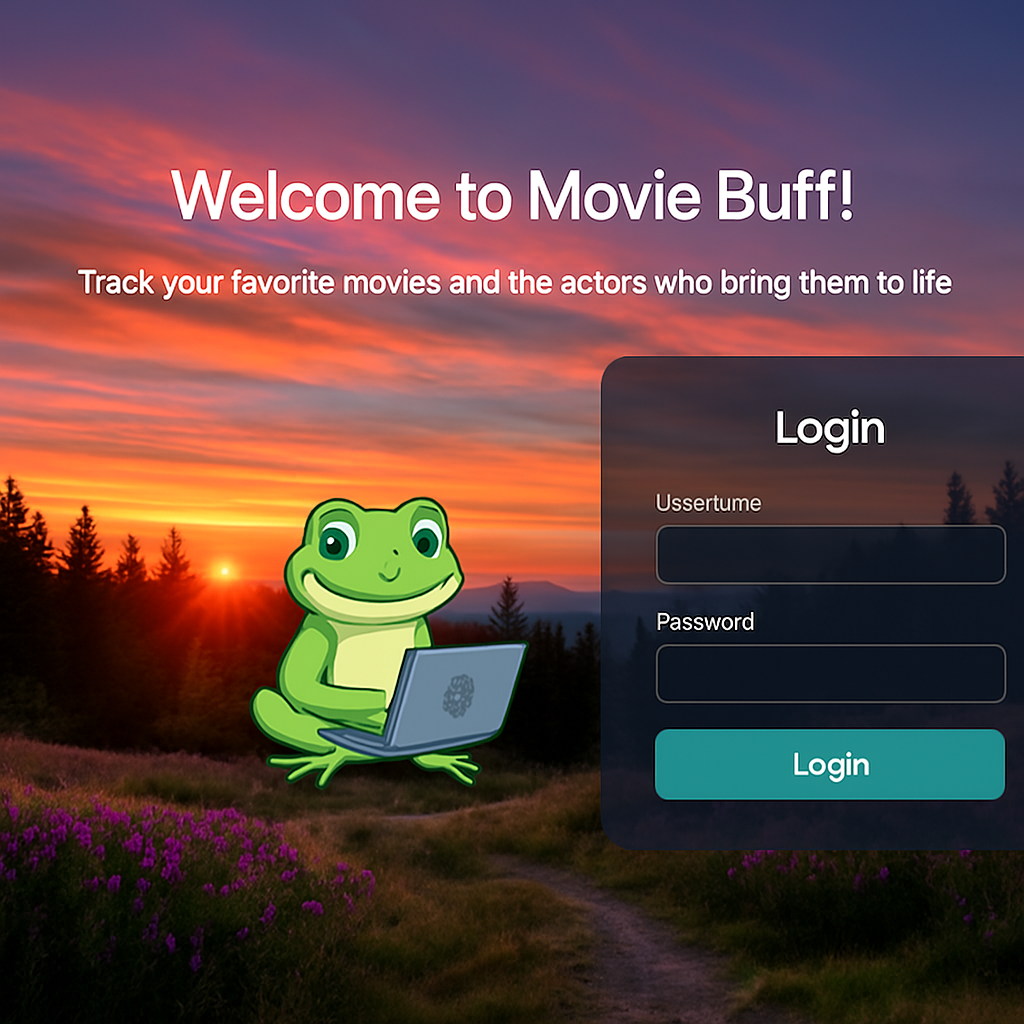 Welcome to Movie Buff!
Track your favorite movies and the actors who bring them to life
Login
Ussertume
Password
Login